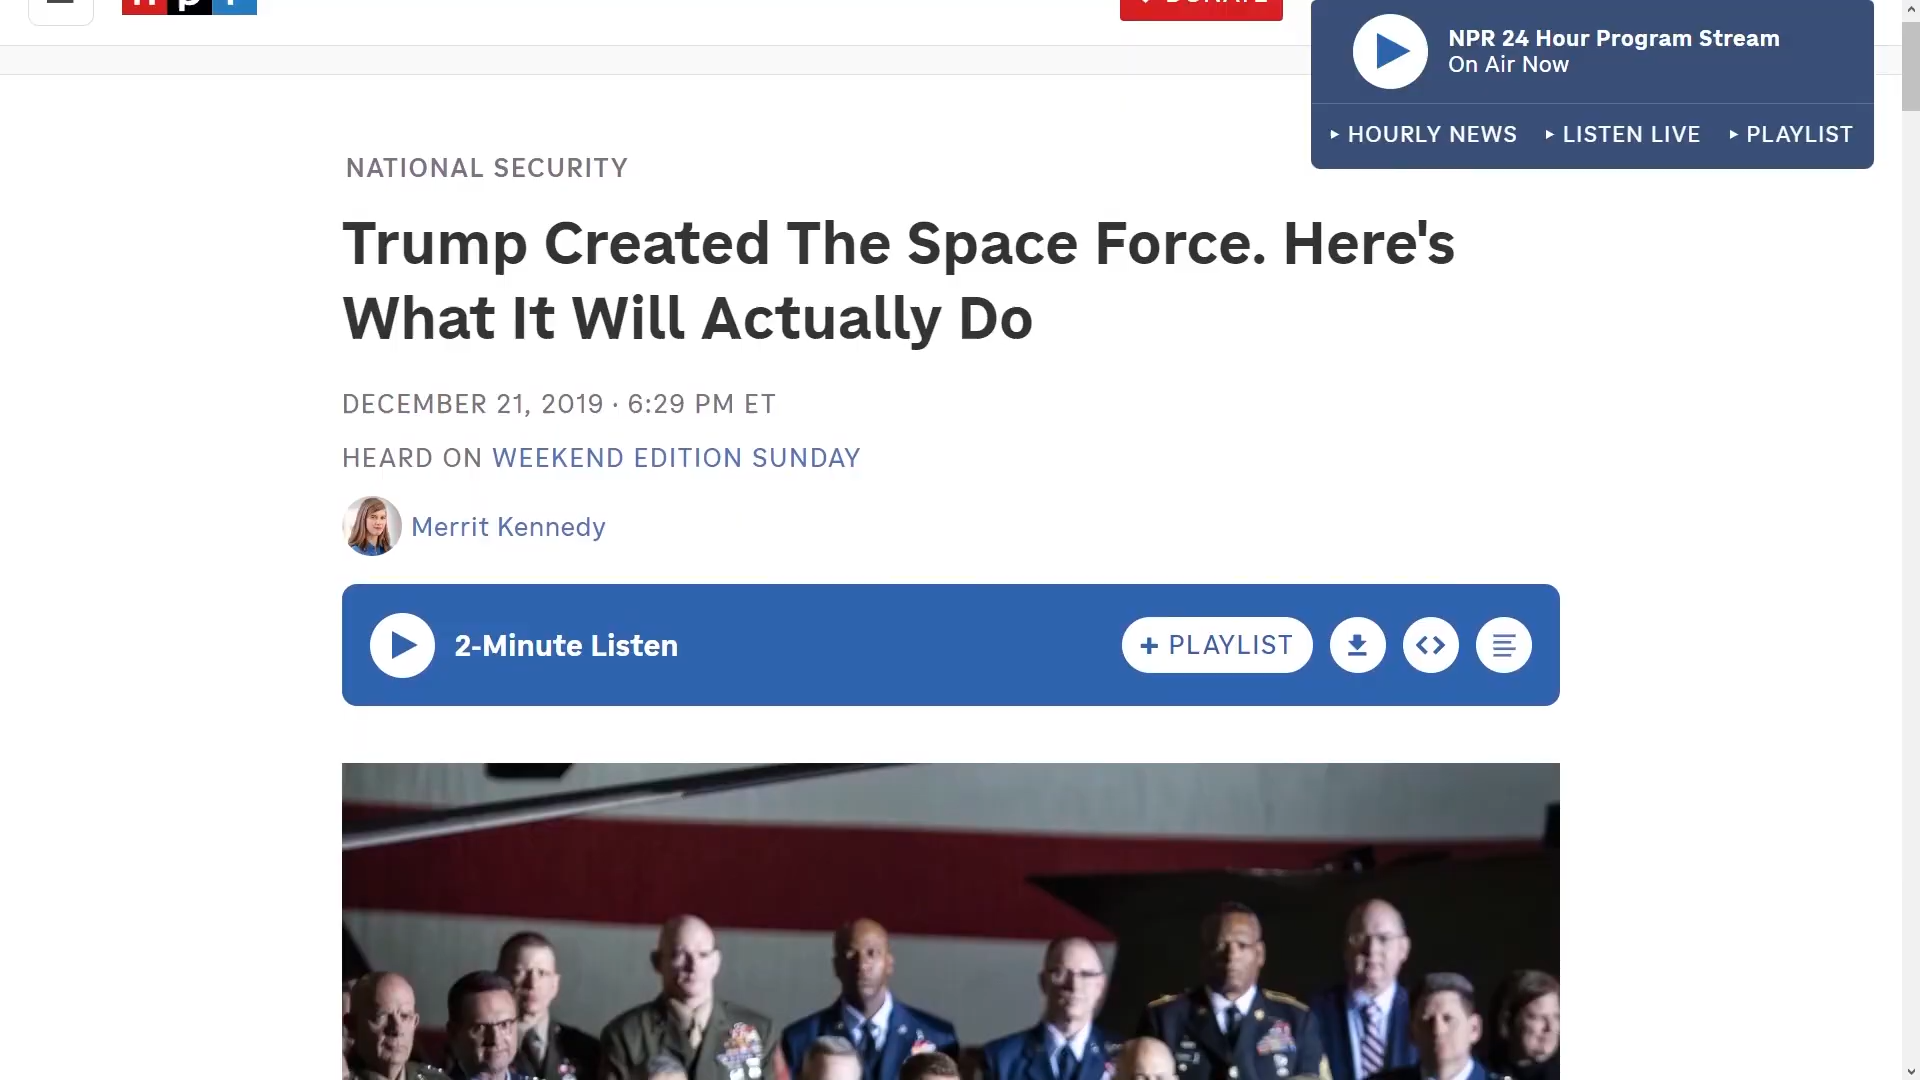 NPR 24 Hour Program Stream
On Air Now
HOURLY NEWS LISTEN LIVE PLAYLIST
NATIONAL SECURITY
Trump Created The Space Force. Here's
What It Will Actually Do
DECEMBER 21, 2019 · 6:29 PM ET
HEARD ON WEEKEND EDITION SUNDAY
Merrit Kennedy
2-Minute Listen
+ PLAYLIST